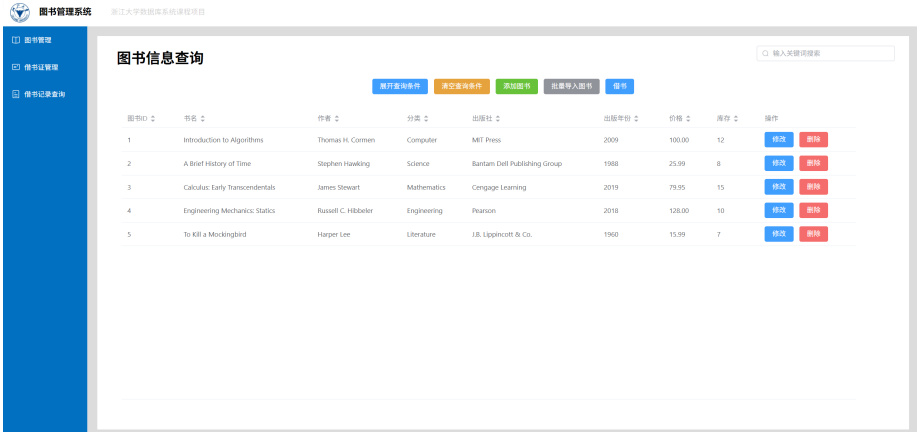 图书管理系统 浙江大学数据库系统课程项目
图书管理
借书证管理
借书记录查询
图书信息查询
输入关键词搜索
展开查询条件 清空查询条件 添加图书 批量导入图书 借书
图书ID 书名 作者 分类 出版社 出版年份 价格 库存 操作
1 Introduction to Algorithms Thomas H. Cormen Computer MIT Press 2009 100.00 12 修改 删除
2 A Brief History of Time Stephen Hawking Science Bantam Dell Publishing Group 1988 25.99 8 修改 删除
3 Calculus: Early Transcendentals James Stewart Mathematics Cengage Learning 2019 79.95 15 修改 删除
4 Engineering Mechanics: Statics Russell C. Hibbeler Engineering Pearson 2018 128.00 10 修改 删除
5 To Kill a Mockingbird Harper Lee Literature J.B. Lippincott & Co. 1960 15.99 7 修改 删除